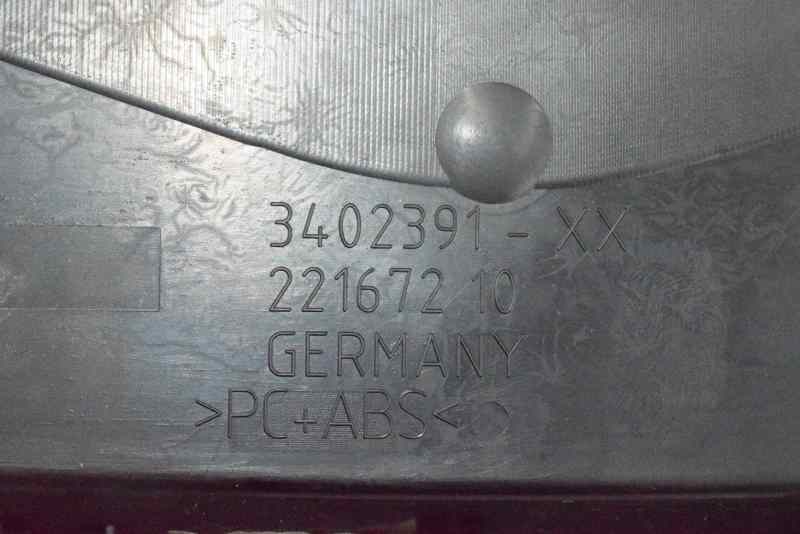 3402391 - XX
221672 10
GERMANY
>PC+ABS<